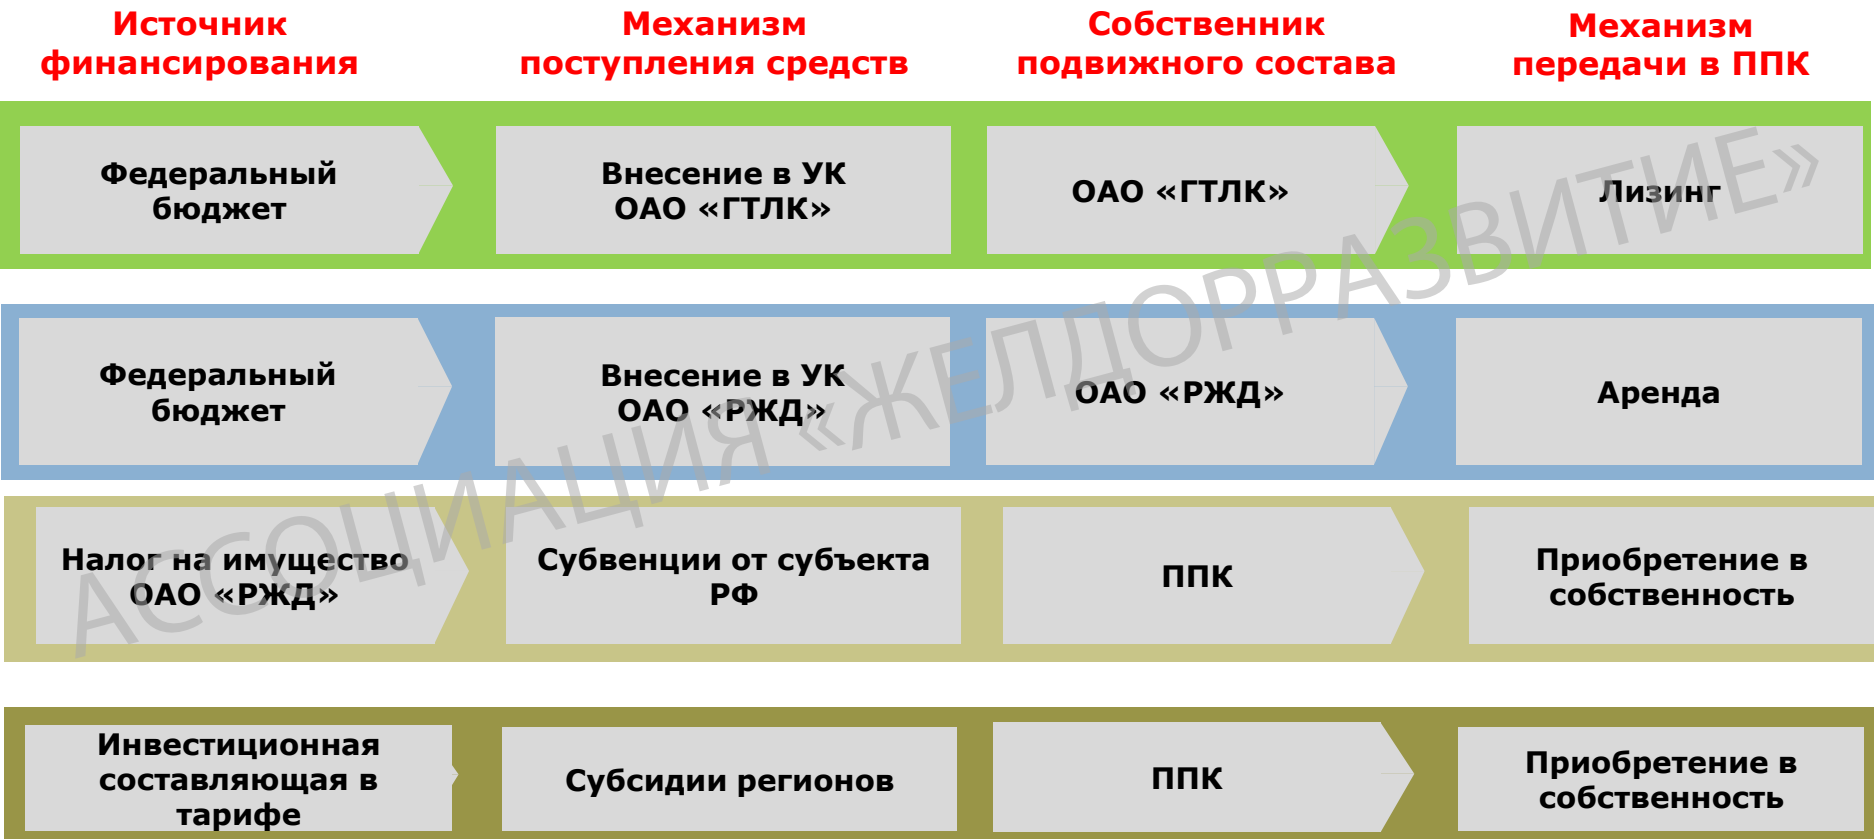 Источник
финансирования
Механизм
поступления средств
Собственник
подвижного состава
Механизм
передачи в ППК
Федеральный
бюджет
Внесение в УК
ОАО «ГТЛК»
ОАО «ГТЛК»
Лизинг
Федеральный
бюджет
Внесение в УК
ОАО «РЖД»
ОАО «РЖД»
Аренда
Налог на имущество
ОАО «РЖД»
Субвенции от субъекта
РФ
ППК
Приобретение в
собственность
Инвестиционная
составляющая в
тарифе
Субсидии регионов
ППК
Приобретение в
собственность
АССОЦИАЦИЯ «ЖЕЛДОРРАЗВИТИЕ»